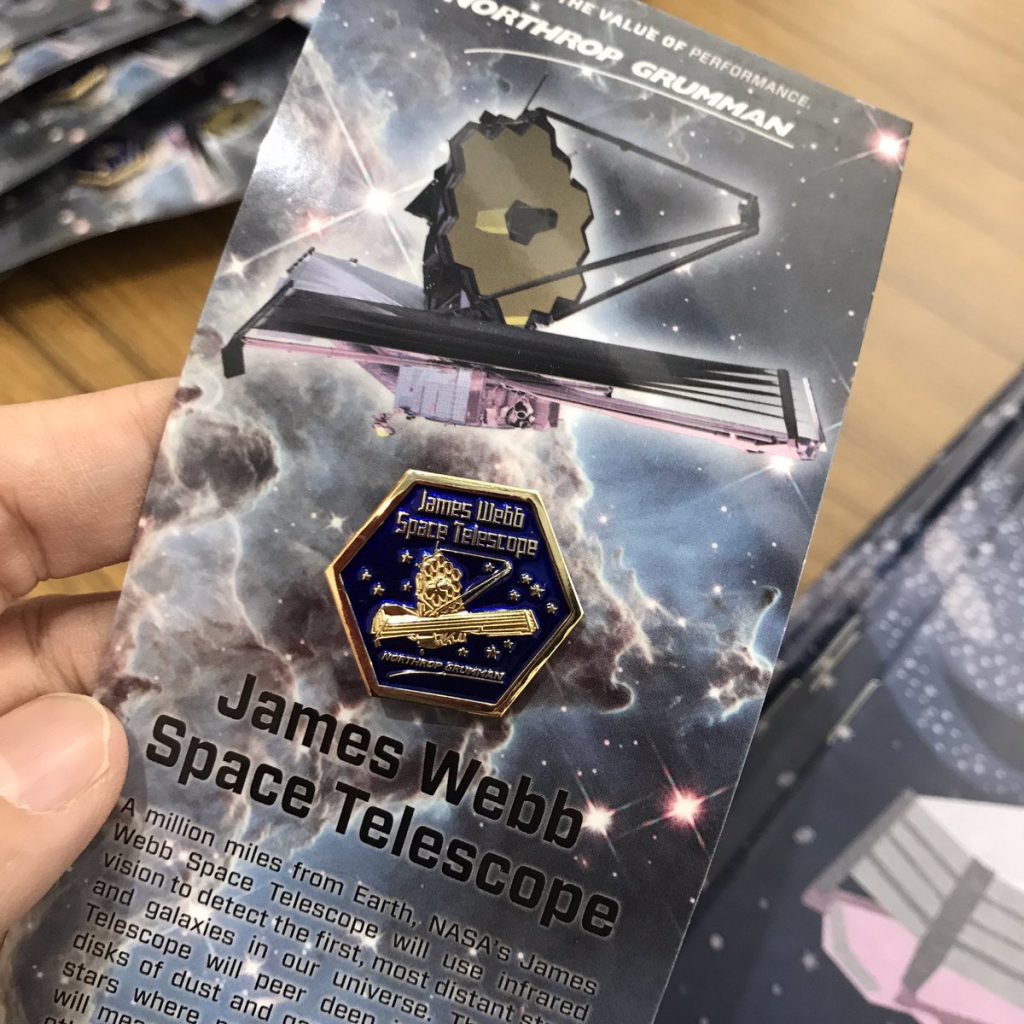 THE VALUE OF PERFORMANCE.
NORTHROP GRUMMAN
James Webb
Space Telescope
NORTHROP GRUMMAN
James Webb
Space Telescope
A million miles from Earth, NASA's James
Webb Space Telescope will use infrared
vision to detect the first, most distant
and galaxies in our universe.
Telescope will peer deep
disks of dust and
stars where
will